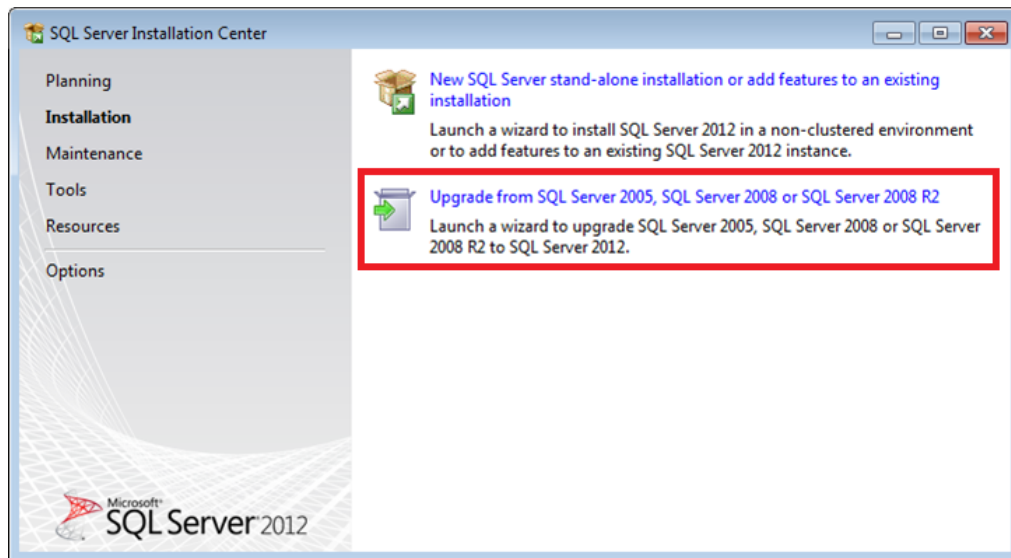 SQL Server Installation Center
Planning
Installation
Maintenance
Tools
Resources
Options
New SQL Server stand-alone installation or add features to an existing
installation
Launch a wizard to install SQL Server 2012 in a non-clustered environment
or to add features to an existing SQL Server 2012 instance.
Upgrade from SQL Server 2005, SQL Server 2008 or SQL Server 2008 R2
Launch a wizard to upgrade SQL Server 2005, SQL Server 2008 or SQL Server
2008 R2 to SQL Server 2012.
Microsoft®
SQL Server® 2012